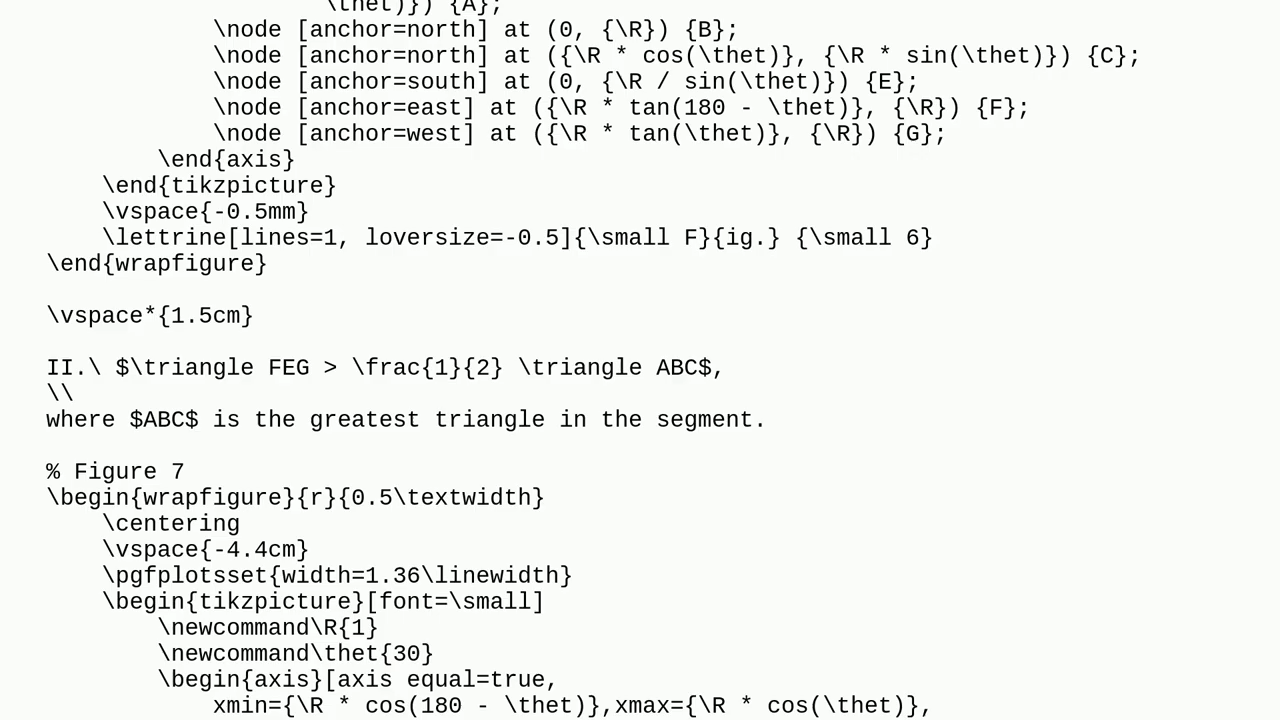 \thet)}) {A};
\node [anchor=north] at (0, {\R}) {B};
\node [anchor=north] at ({\R * cos(\thet)}, {\R * sin(\thet)}) {C};
\node [anchor=south] at (0, {\R / sin(\thet)}) {E};
\node [anchor=east] at ({\R * tan(180 - \thet)}, {\R}) {F};
\node [anchor=west] at ({\R * tan(\thet)}, {\R}) {G};
\end{axis}
\end{tikzpicture}
\vspace{-0.5mm}
\lettrine[lines=1, loversize=-0.5]{\small F}{ig.} {\small 6}
\end{wrapfigure}
\vspace*{1.5cm}
II.\ $\triangle FEG > \frac{1}{2} \triangle ABC$,
\\
where $ABC$ is the greatest triangle in the segment.
% Figure 7
\begin{wrapfigure}{r}{0.5\textwidth}
\centering
\vspace{-4.4cm}
\pgfplotsset{width=1.36\linewidth}
\begin{tikzpicture}[font=\small]
\newcommand\R{1}
\newcommand\thet{30}
\begin{axis}[axis equal=true,
xmin={\R * cos(180 - \thet)},xmax={\R * cos(\thet)},